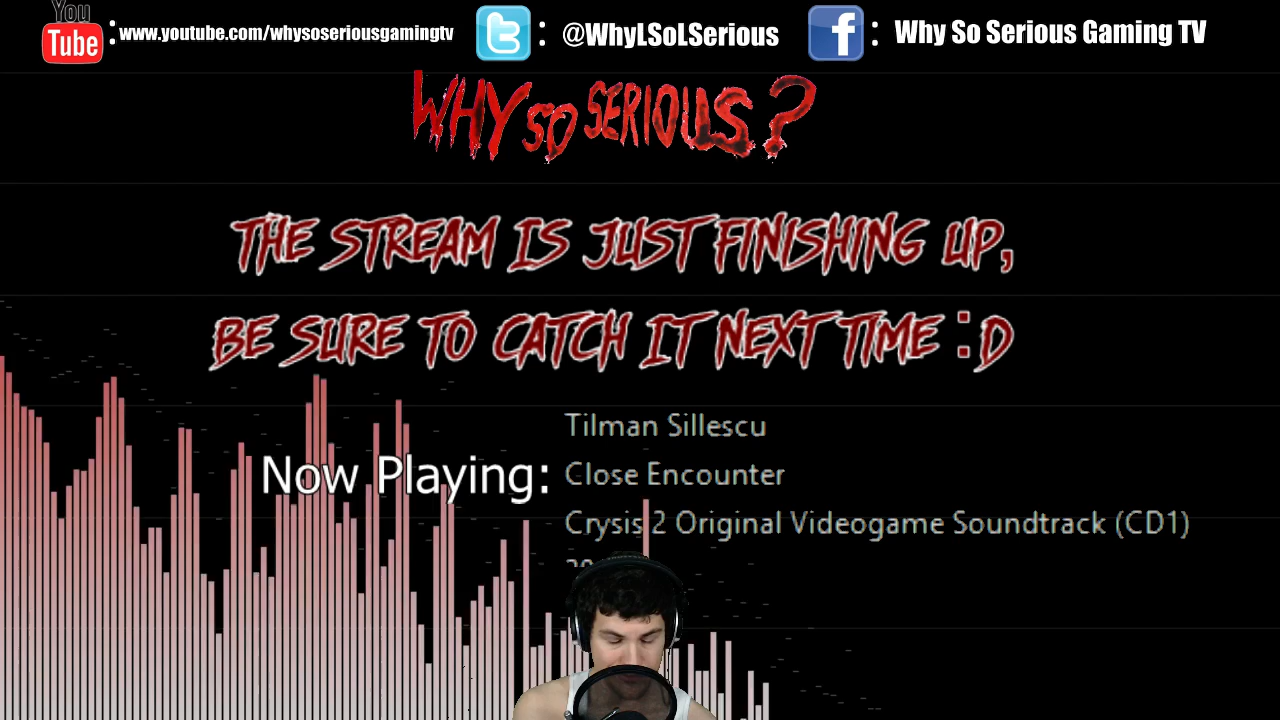 You Tube : www.youtube.com/whysoseriousgamingtv : @WhyLSoLSerious f : Why So Serious Gaming TV
WHY SO SERIOUS?
THE STREAM IS JUST FINISHING UP,
BE SURE TO CATCH IT NEXT TIME :D
Tilman Sillescu
Now Playing: Close Encounter
Crysis 2 Original Videogame Soundtrack (CD1)